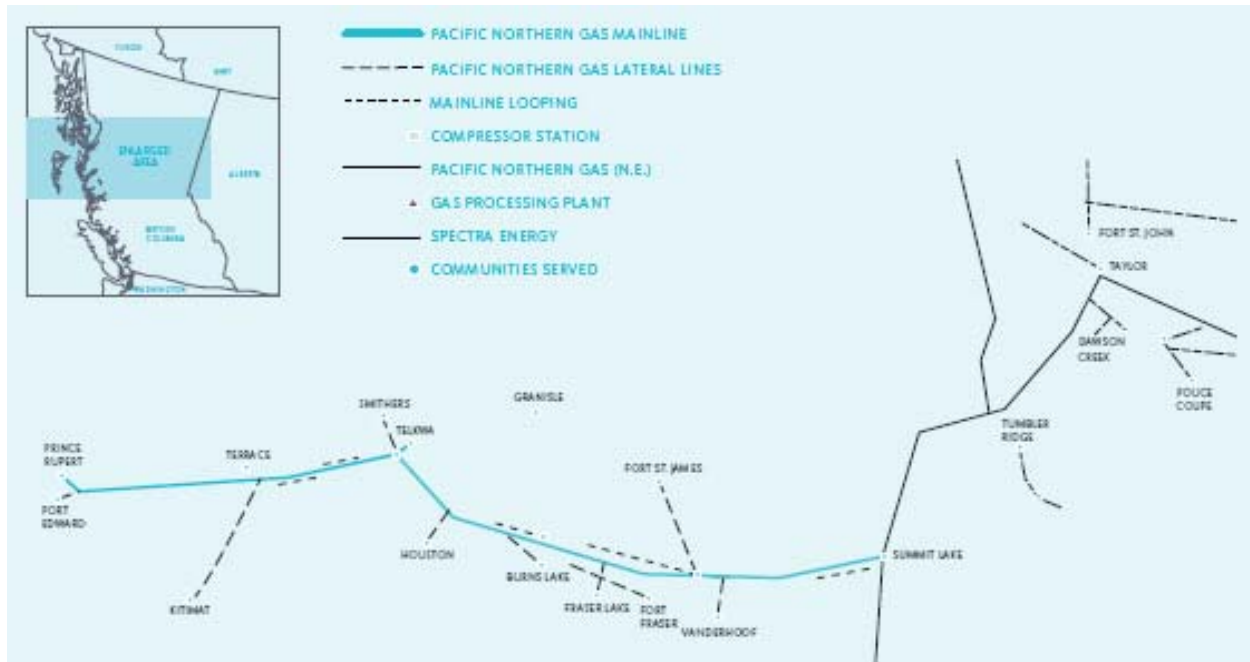 YUKON
NWT
ENLARGED
AREA
ALBERTA
BRITISH
COLUMBIA
WASHINGTON
PACIFIC NORTHERN GAS MAINLINE
PACIFIC NORTHERN GAS LATERAL LINES
MAINLINE LOOPING
COMPRESSOR STATION
PACIFIC NORTHERN GAS (N.E.)
GAS PROCESSING PLANT
SPECTRA ENERGY
COMMUNITIES SERVED
FORT ST. JOHN
TAYLOR
DAWSON
CREEK
POUCE
COUPE
TUMBLER
RIDGE
GRANISLE
SMITHERS
TELKWA
PRINCE
RUPERT
TERRACE
FORT ST. JAMES
PORT
EDWARD
HOUSTON
SUMMIT LAKE
BURNS LAKE
KITIMAT
FRASER LAKE
FORT
FRASER
VANDERHOOF